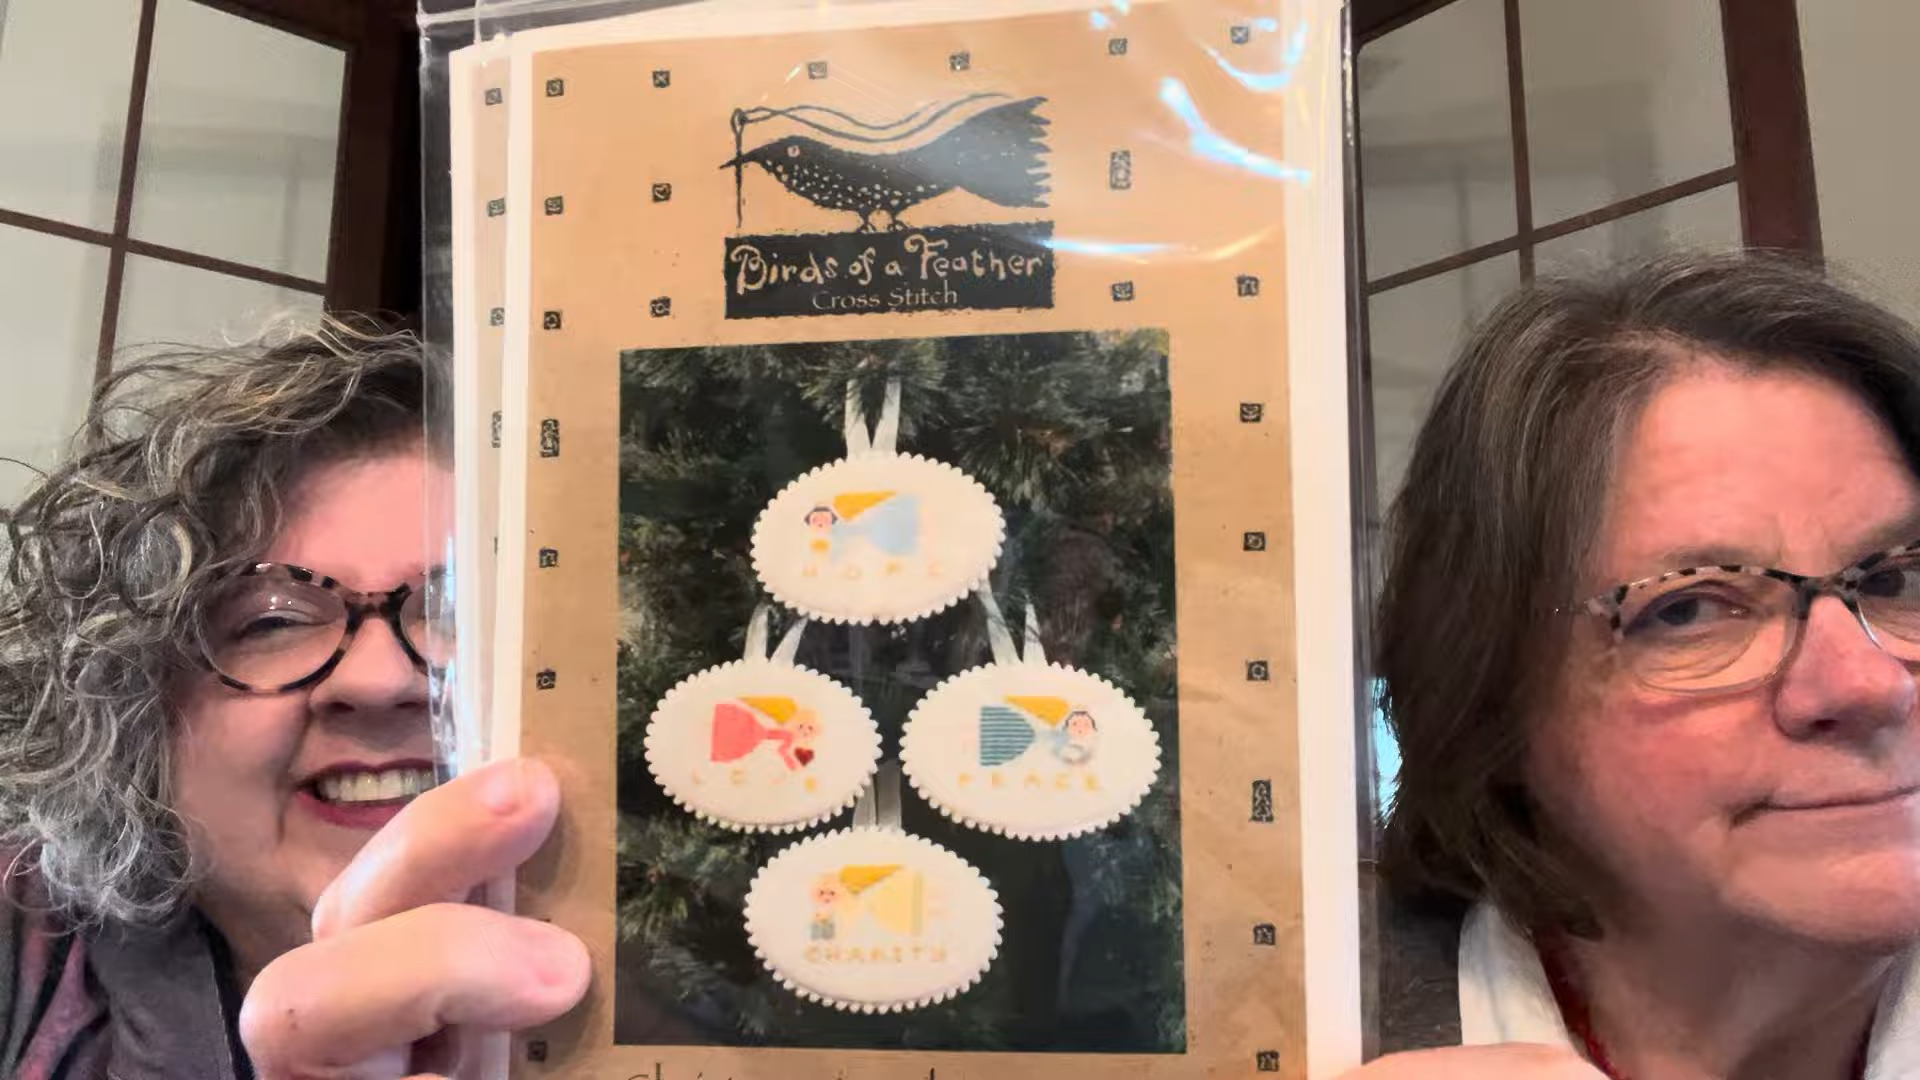 Birds of a Feather
Cross Stitch
HOPE
LOVE
PEACE
CHARITY